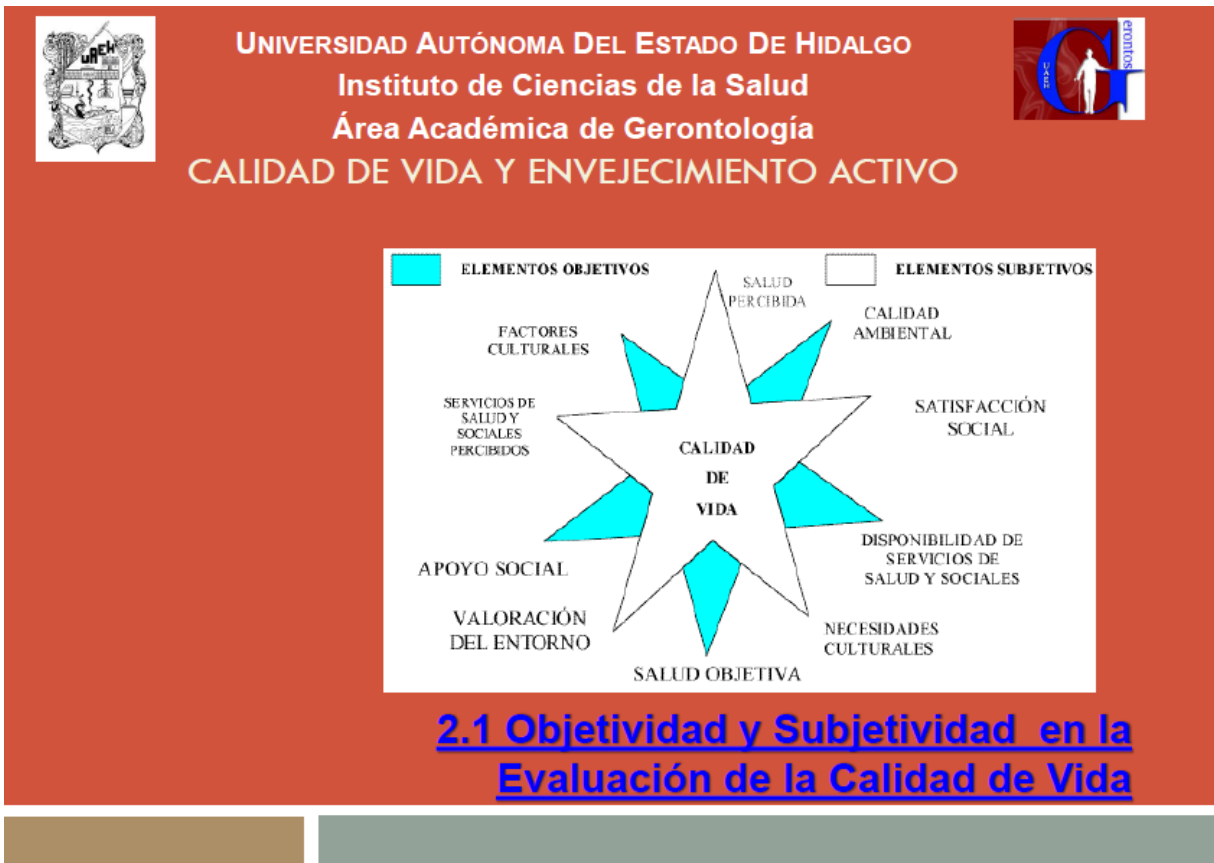 UAEH
UNIVERSIDAD AUTÓNOMA DEL ESTADO DE HIDALGO
Instituto de Ciencias de la Salud
Área Académica de Gerontología
CALIDAD DE VIDA Y ENVEJECIMIENTO ACTIVO
Gerontos
UAEH
ELEMENTOS OBJETIVOS
ELEMENTOS SUBJETIVOS
SALUD
PERCIBIDA
CALIDAD
AMBIENTAL
FACTORES
CULTURALES
SERVICIOS DE
SALUD Y
SOCIALES
PERCIBIDOS
SATISFACCIÓN
SOCIAL
CALIDAD
DE
VIDA
DISPONIBILIDAD DE
SERVICIOS DE
SALUD Y SOCIALES
APOYO SOCIAL
VALORACIÓN
DEL ENTORNO
NECESIDADES
CULTURALES
SALUD OBJETIVA
2.1 Objetividad y Subjetividad en la
Evaluación de la Calidad de Vida